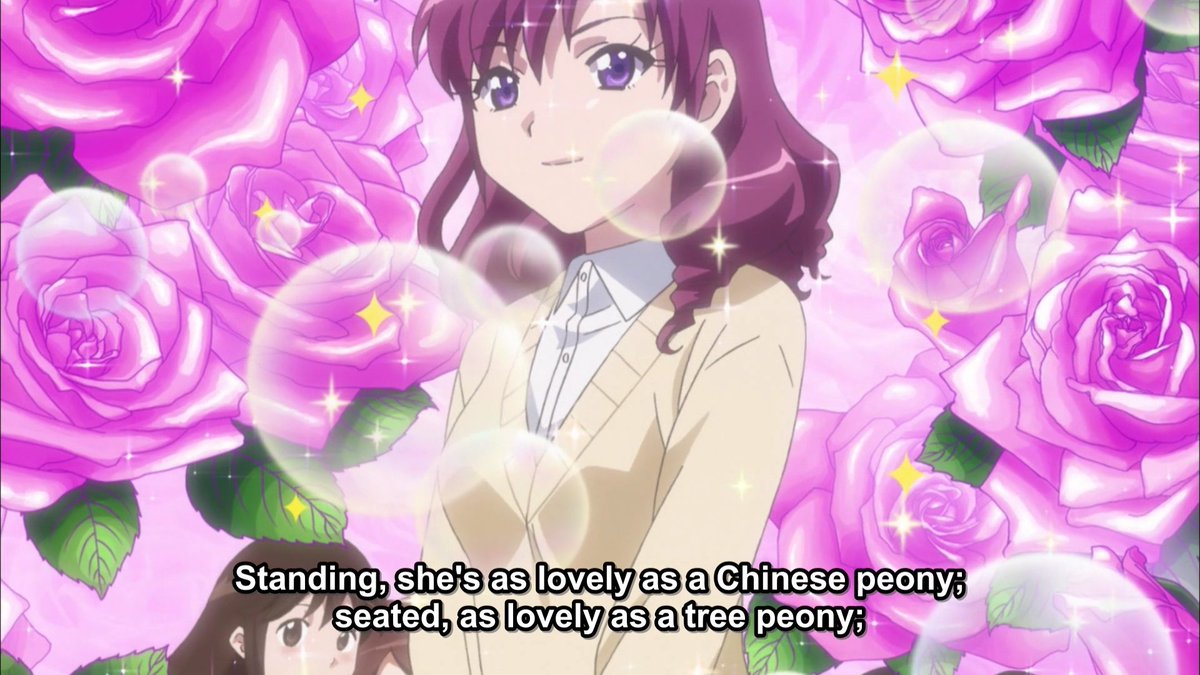 Standing, she's as lovely as a Chinese peony;
seated, as lovely as a tree peony;